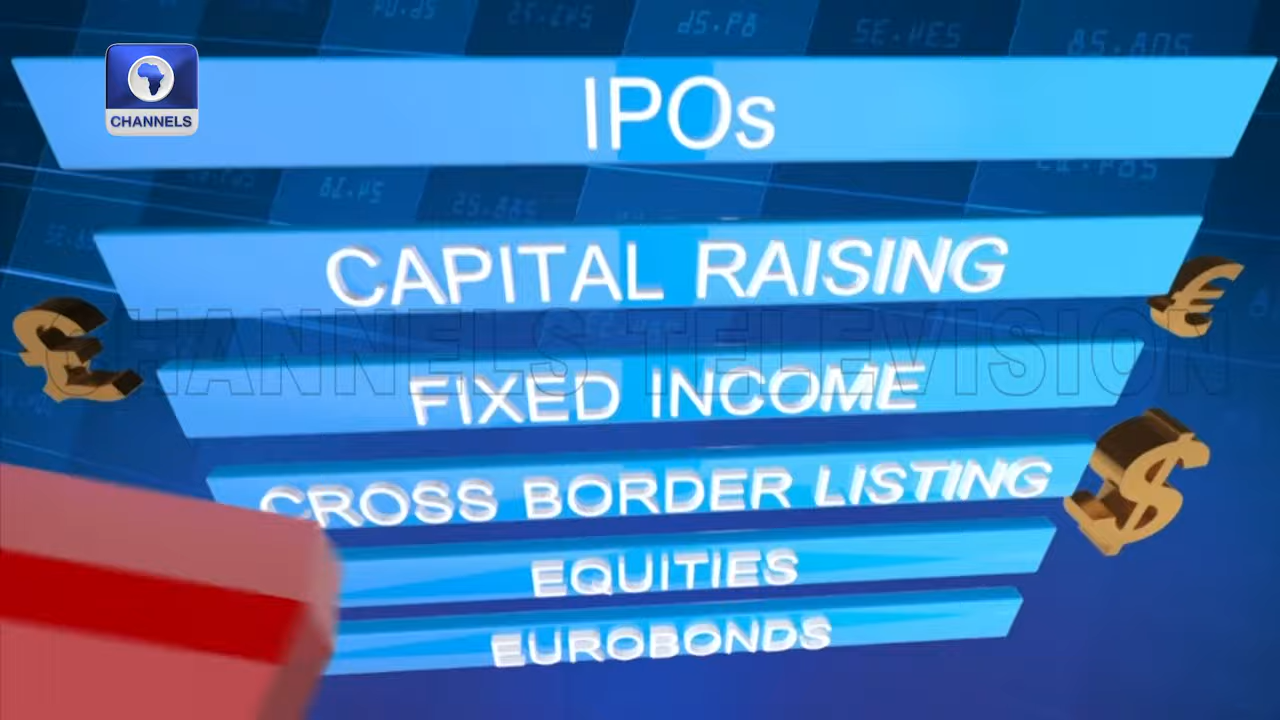 CHANNELS
IPOs
CAPITAL RAISING
CHANNELS TELEVISION
FIXED INCOME
CROSS BORDER LISTING
EQUITIES
EUROBONDS
£
€
$